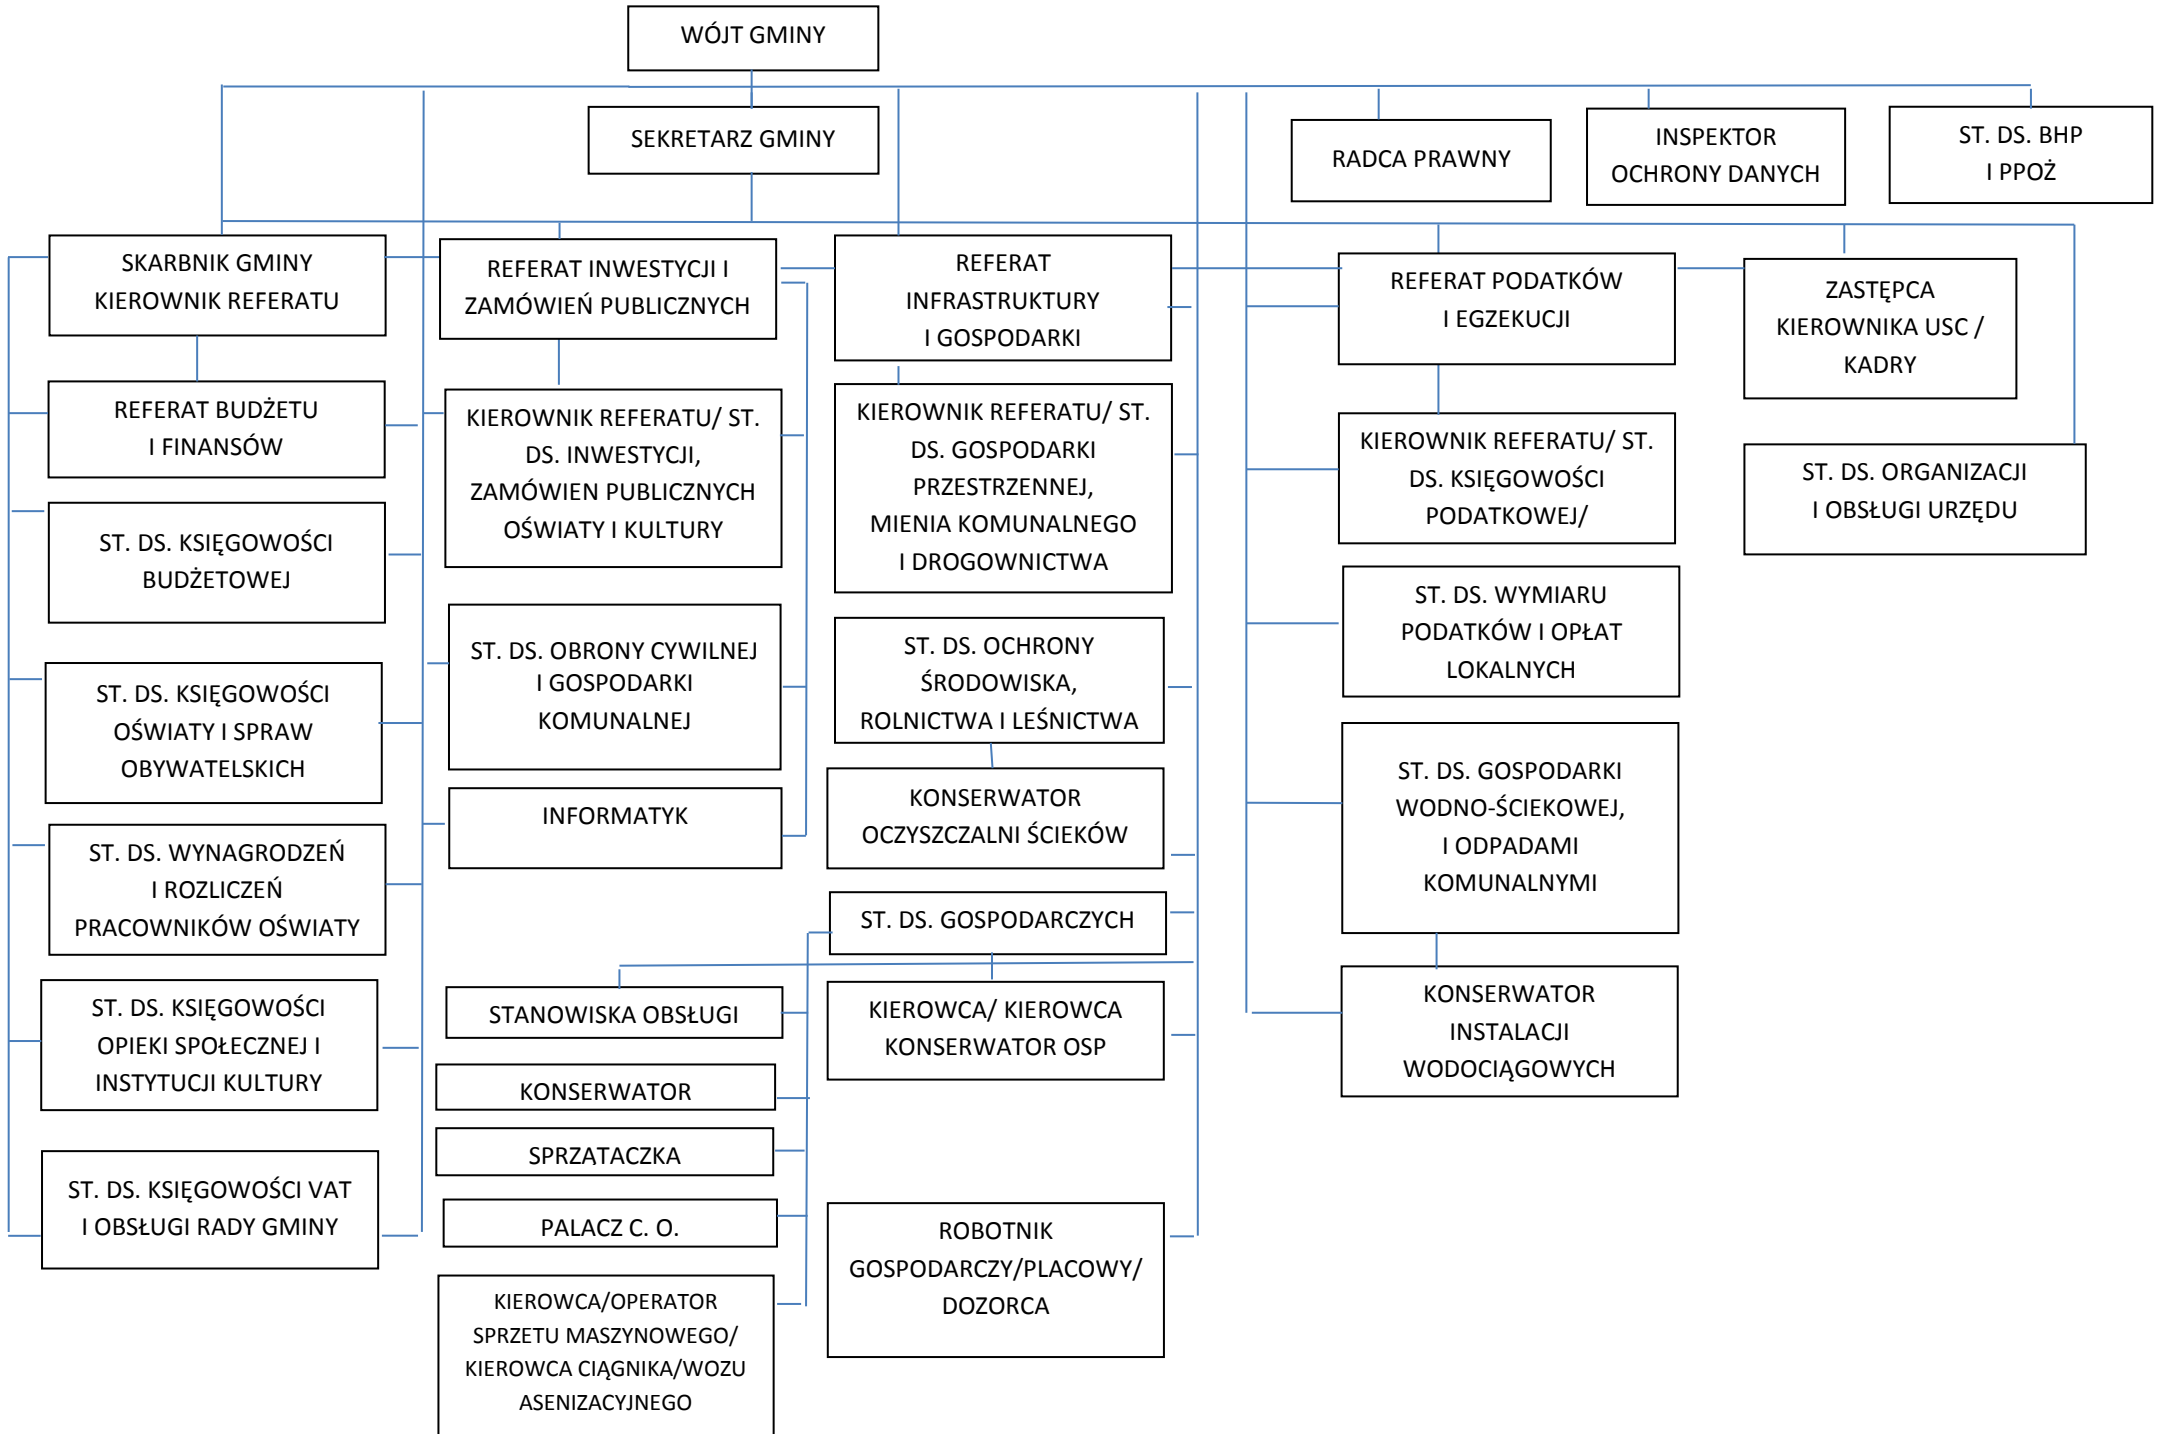 WÓJT GMINY
SEKRETARZ GMINY
RADCA PRAWNY
INSPEKTOR
OCHRONY DANYCH
ST. DS. BHP
I PPOŻ
SKARBNIK GMINY
KIEROWNIK REFERATU
REFERAT BUDŻETU
I FINANSÓW
ST. DS. KSIĘGOWOŚCI
BUDŻETOWEJ
ST. DS. KSIĘGOWOŚCI
OŚWIATY I SPRAW
OBYWATELSKICH
ST. DS. WYNAGRODZEŃ
I ROZLICZEŃ
PRACOWNIKÓW OŚWIATY
ST. DS. KSIĘGOWOŚCI
OPIEKI SPOŁECZNEJ I
INSTYTUCJI KULTURY
ST. DS. KSIĘGOWOŚCI VAT
I OBSŁUGI RADY GMINY
REFERAT INWESTYCJI I
ZAMÓWIEŃ PUBLICZNYCH
KIEROWNIK REFERATU/ ST.
DS. INWESTYCJI,
ZAMÓWIEN PUBLICZNYCH
OŚWIATY I KULTURY
ST. DS. OBRONY CYWILNEJ
I GOSPODARKI
KOMUNALNEJ
INFORMATYK
STANOWISKA OBSŁUGI
KONSERWATOR
SPRZĄTACZKA
PALACZ C. O.
KIEROWCA/OPERATOR
SPRZETU MASZYNOWEGO/
KIEROWCA CIĄGNIKA/WOZU
ASENIZACYJNEGO
REFERAT
INFRASTRUKTURY
I GOSPODARKI
KIEROWNIK REFERATU/ ST.
DS. GOSPODARKI
PRZESTRZENNEJ,
MIENIA KOMUNALNEGO
I DROGOWNICTWA
ST. DS. OCHRONY
ŚRODOWISKA,
ROLNICTWA I LEŚNICTWA
KONSERWATOR
OCZYSZCZALNI ŚCIEKÓW
ST. DS. GOSPODARCZYCH
KIEROWCA/ KIEROWCA
KONSERWATOR OSP
ROBOTNIK
GOSPODARCZY/PLACOWY/
DOZORCA
REFERAT PODATKÓW
I EGZEKUCJI
KIEROWNIK REFERATU/ ST.
DS. KSIĘGOWOŚCI
PODATKOWEJ/
ST. DS. WYMIARU
PODATKÓW I OPŁAT
LOKALNYCH
ST. DS. GOSPODARKI
WODNO-ŚCIEKOWEJ,
I ODPADAMI
KOMUNALNYMI
KONSERWATOR
INSTALACJI
WODOCIĄGOWYCH
ZASTĘPCA
KIEROWNIKA USC /
KADRY
ST. DS. ORGANIZACJI
I OBSŁUGI URZĘDU